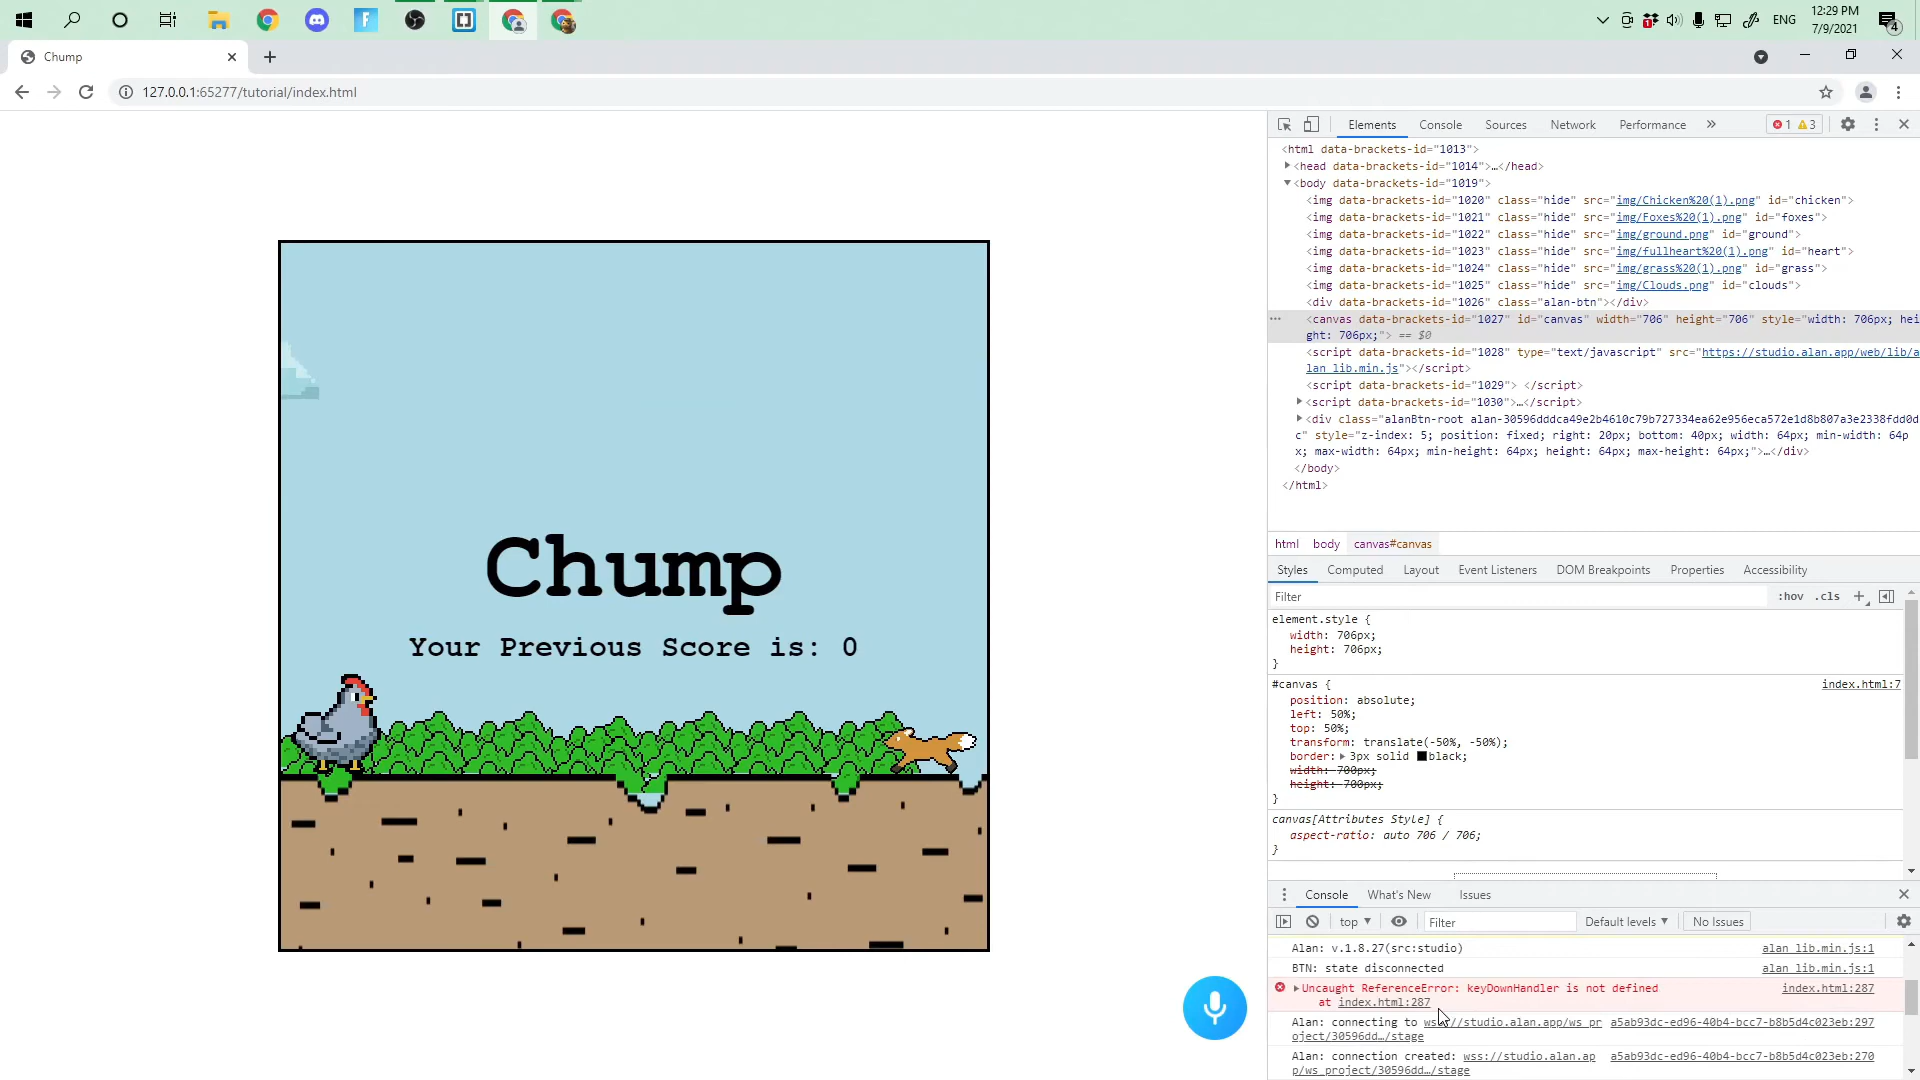 ENG
12:29 PM
7/9/2021
4
Chump
127.0.0.1:65277/tutorial/index.html
Chump
Your Previous Score is: 0
Elements Console Sources Network Performance » 1 3
<html data-brackets-id="1013">
<head data-brackets-id="1014">…</head>
<body data-brackets-id="1019">
<img data-brackets-id="1020" class="hide" src="img/Chicken%20(1).png" id="chicken">
<img data-brackets-id="1021" class="hide" src="img/Foxes%20(1).png" id="foxes">
<img data-brackets-id="1022" class="hide" src="img/ground.png" id="ground">
<img data-brackets-id="1023" class="hide" src="img/fullheart%20(1).png" id="heart">
<img data-brackets-id="1024" class="hide" src="img/grass%20(1).png" id="grass">
<img data-brackets-id="1025" class="hide" src="img/Clouds.png" id="clouds">
<div data-brackets-id="1026" class="alan-btn"></div>
<canvas data-brackets-id="1027" id="canvas" width="706" height="706" style="width: 706px; hei
ght: 706px;"> == $0
<script data-brackets-id="1028" type="text/javascript" src="https://studio.alan.app/web/lib/a
lan_lib.min.js"></script>
<script data-brackets-id="1029"> </script>
<script data-brackets-id="1030">…</script>
<div class="alanBtn-root alan-30596dddca49e2b4610c79b727334ea62e956eca572e1d8b807a3e2338fdd0d
c" style="z-index: 5; position: fixed; right: 20px; bottom: 40px; width: 64px; min-width: 64p
x; max-width: 64px; min-height: 64px; height: 64px; max-height: 64px;">…</div>
</body>
</html>
html body canvas#canvas
Styles Computed Layout Event Listeners DOM Breakpoints Properties Accessibility
Filter :hov .cls +
element.style {
width: 706px;
height: 706px;
}
#canvas { index.html:7
position: absolute;
left: 50%;
top: 50%;
transform: translate(-50%, -50%);
border: 3px solid black;
width: 700px;
height: 700px;
}
canvas[Attributes Style] {
aspect-ratio: auto 706 / 706;
}
Console What's New Issues
top Filter Default levels No Issues
Alan: v.1.8.27(src:studio) alan_lib.min.js:1
BTN: state disconnected alan_lib.min.js:1
Uncaught ReferenceError: keyDownHandler is not defined index.html:287
at index.html:287
Alan: connecting to ws://studio.alan.app/ws_pr a5ab93dc-ed96-40b4-bcc7-b8b5d4c023eb:297
oject/30596dd…/stage
Alan: connection created: wss://studio.alan.ap a5ab93dc-ed96-40b4-bcc7-b8b5d4c023eb:270
p/ws_project/30596dd…/stage